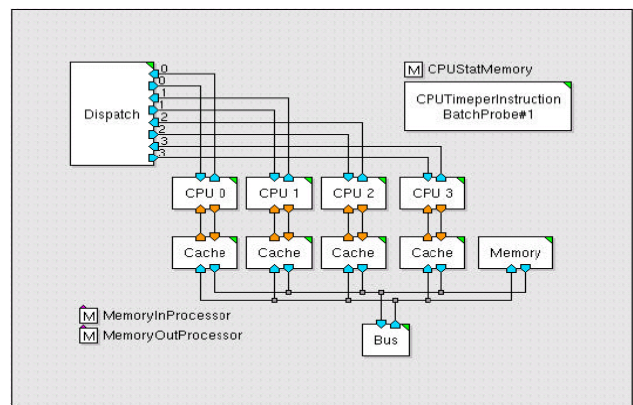 0
0
1
1
2
2
3
3
Dispatch
M CPUStatMemory
CPUTimeperInstruction
BatchProbe#1
CPU 0 CPU 1 CPU 2 CPU 3
Cache Cache Cache Cache Memory
M MemoryInProcessor
M MemoryOutProcessor
Bus